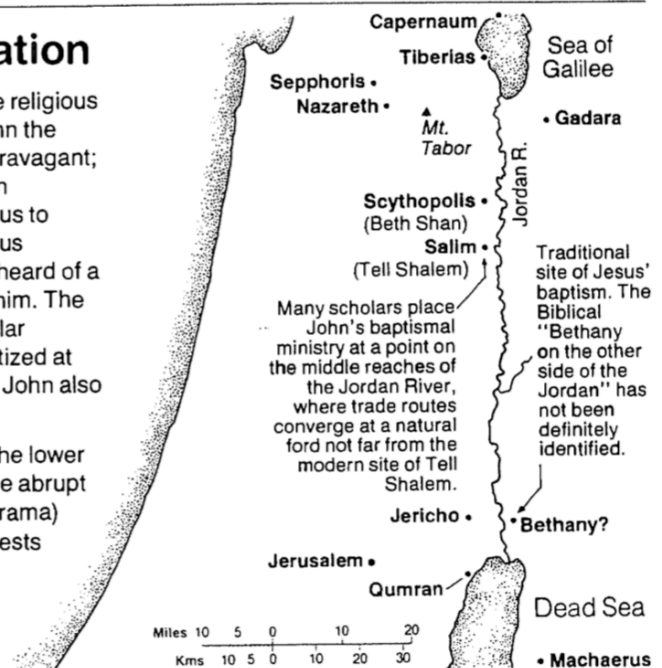 ation
e religious
nn the
ravagant;
n
us to
us
heard of a
him. The
lar
tized at
John also
he lower
e abrupt
rama)
ests
Capernaum
Tiberias
Sea of
Galilee
Sepphoris
Nazareth
Mt.
Tabor
Gadara
Jordan R.
Scythopolis
(Beth Shan)
Salim
(Tell Shalem)
Many scholars place
John's baptismal
ministry at a point on
the middle reaches of
the Jordan River,
where trade routes
converge at a natural
ford not far from the
modern site of Tell
Shalem.
Traditional
site of Jesus'
baptism. The
Biblical
"Bethany
on the other
side of the
Jordan" has
not been
definitely
identified.
Jericho
Bethany?
Jerusalem
Qumran
Dead Sea
Miles 10 5 0 10 20
Kms 10 5 0 10 20 30
Machaerus